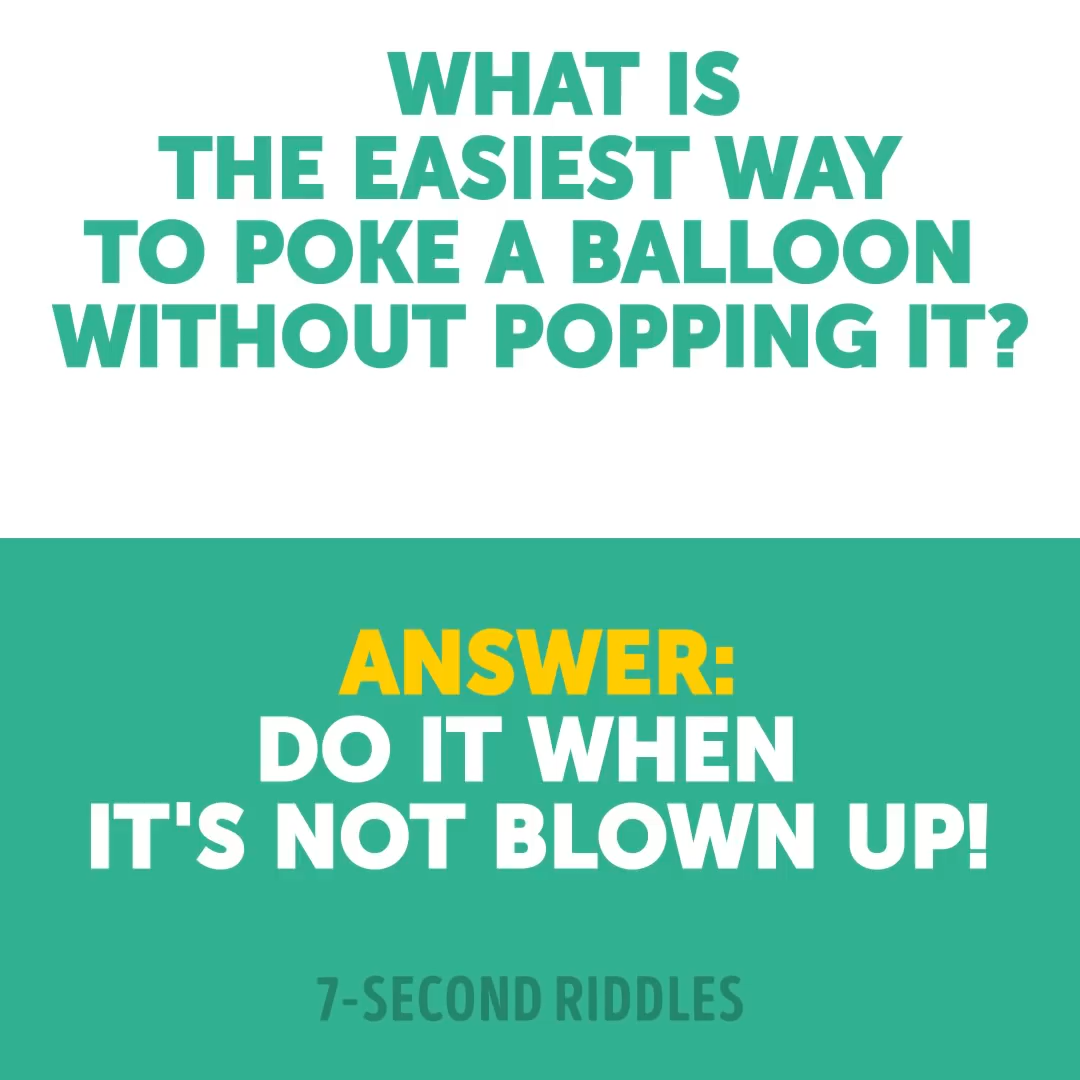 WHAT IS
THE EASIEST WAY
TO POKE A BALLOON
WITHOUT POPPING IT?
ANSWER:
DO IT WHEN
IT'S NOT BLOWN UP!
7-SECOND RIDDLES